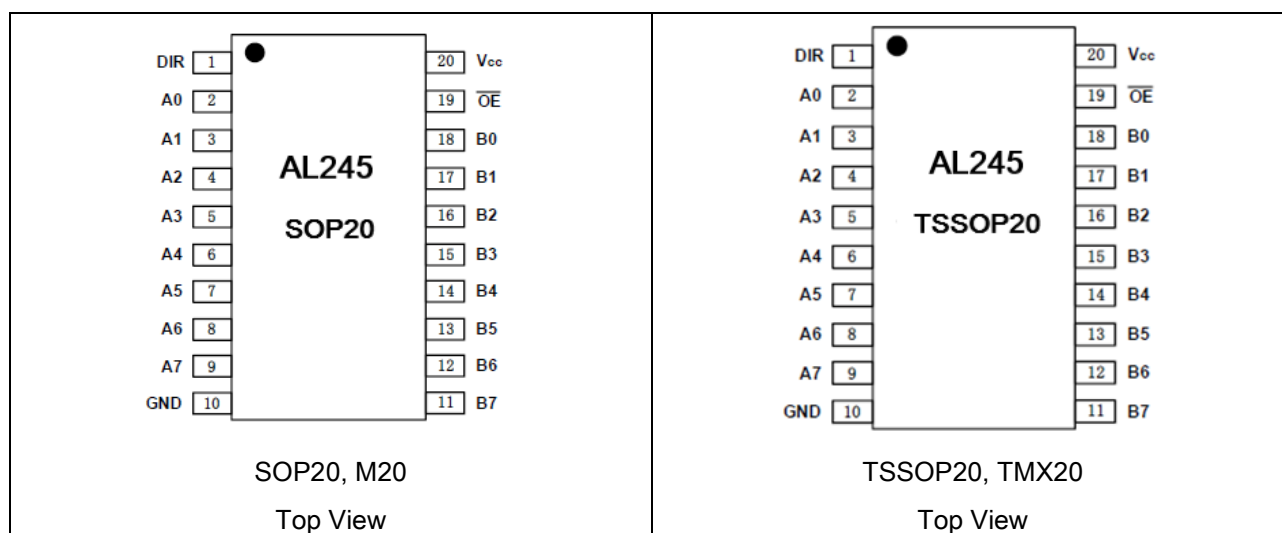 DIR 1 20 Vcc
A0 2 19 OE
A1 3 18 B0
A2 4 17 B1
A3 5 16 B2
A4 6 15 B3
A5 7 14 B4
A6 8 13 B5
A7 9 12 B6
GND 10 11 B7
AL245
SOP20
SOP20, M20
Top View
DIR 1 20 Vcc
A0 2 19 OE
A1 3 18 B0
A2 4 17 B1
A3 5 16 B2
A4 6 15 B3
A5 7 14 B4
A6 8 13 B5
A7 9 12 B6
GND 10 11 B7
AL245
TSSOP20
TSSOP20, TMX20
Top View